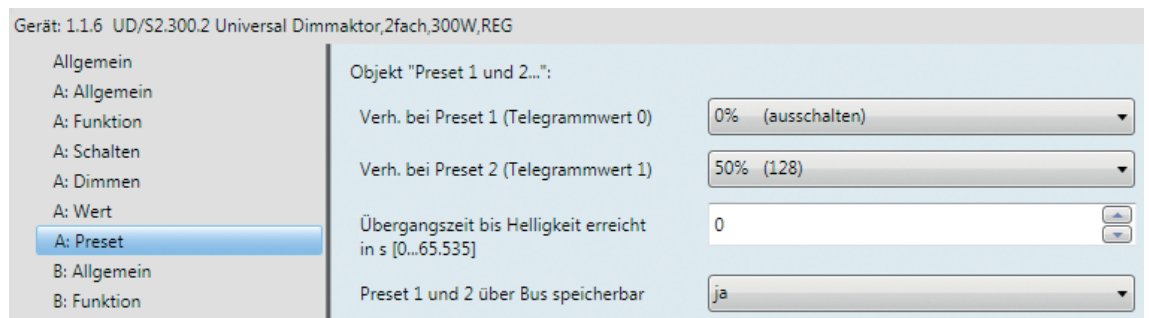 Gerät: 1.1.6 UD/S2.300.2 Universal Dimmaktor,2fach,300W,REG
Allgemein
A: Allgemein
A: Funktion
A: Schalten
A: Dimmen
A: Wert
A: Preset
B: Allgemein
B: Funktion
Objekt "Preset 1 und 2...":
Verh. bei Preset 1 (Telegrammwert 0) 0% (ausschalten)
Verh. bei Preset 2 (Telegrammwert 1) 50% (128)
Übergangszeit bis Helligkeit erreicht 0
in s [0...65.535]
Preset 1 und 2 über Bus speicherbar ja